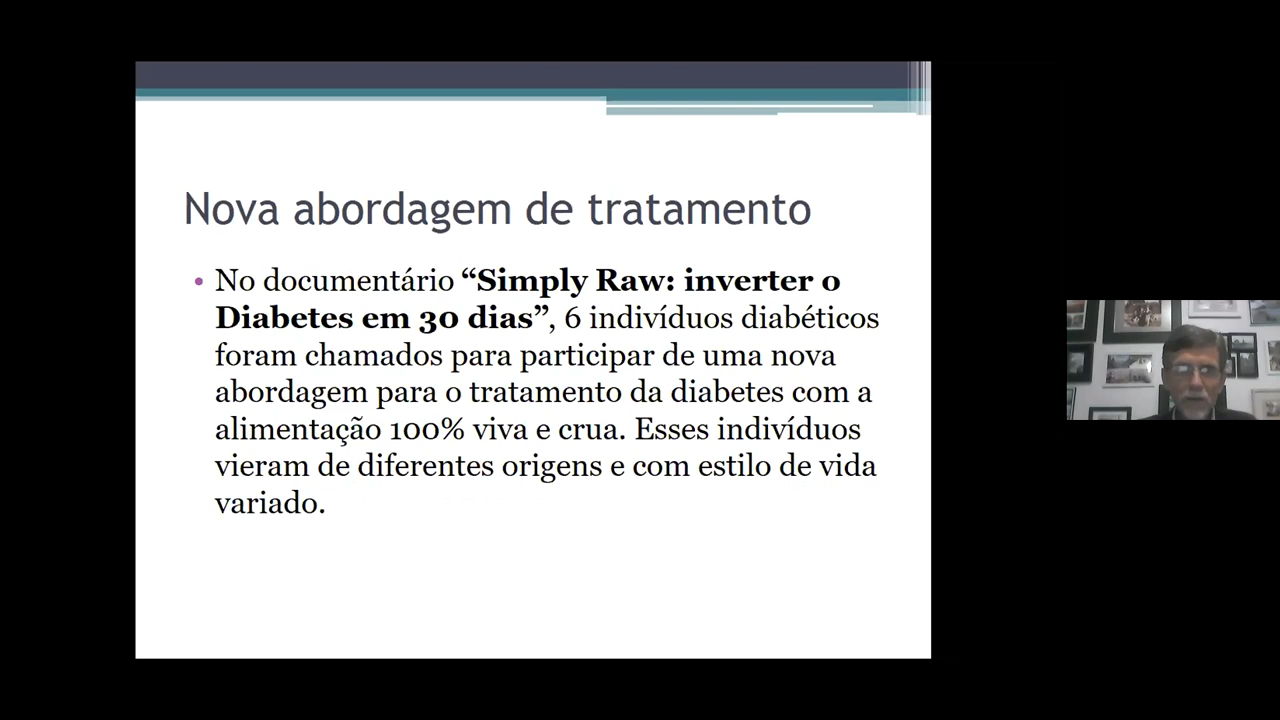 Nova abordagem de tratamento
• No documentário “Simply Raw: inverter o
Diabetes em 30 dias”, 6 indivíduos diabéticos
foram chamados para participar de uma nova
abordagem para o tratamento da diabetes com a
alimentação 100% viva e crua. Esses indivíduos
vieram de diferentes origens e com estilo de vida
variado.